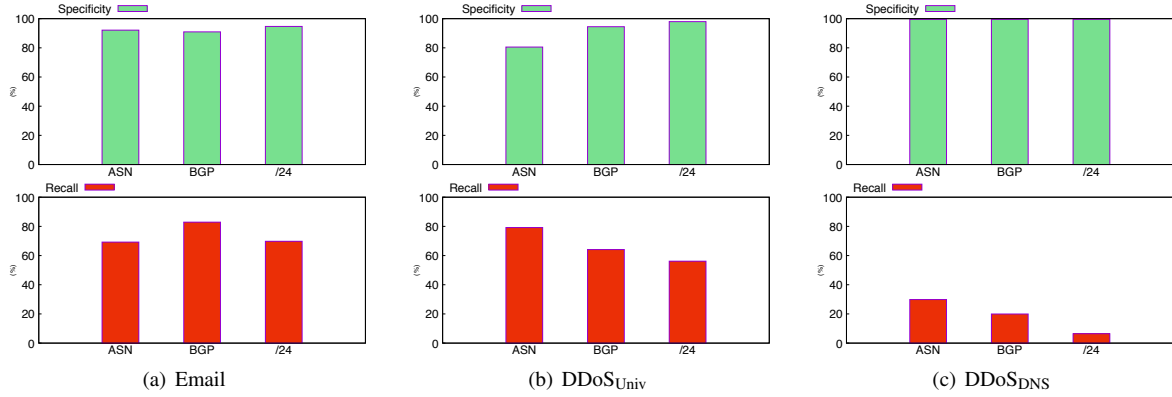 Specificity
100
80
60
40
20
0
(%)
ASN BGP /24
Recall
100
80
60
40
20
0
(%)
ASN BGP /24
(a) Email
Specificity
100
80
60
40
20
0
(%)
ASN BGP /24
Recall
100
80
60
40
20
0
(%)
ASN BGP /24
(b) DDoSUniv
Specificity
100
80
60
40
20
0
(%)
ASN BGP /24
Recall
100
80
60
40
20
0
(%)
ASN BGP /24
(c) DDoSDNS